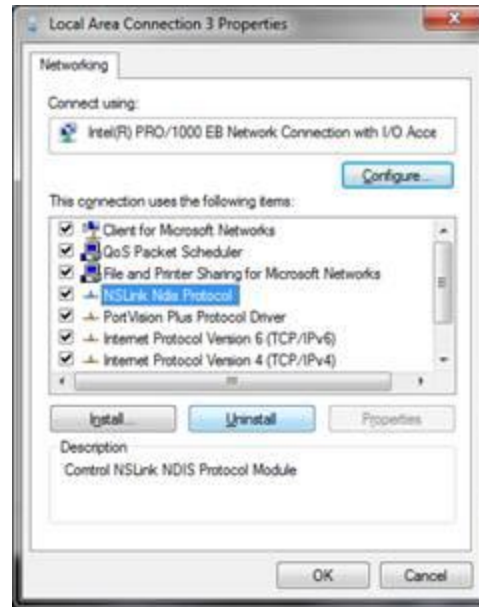 Local Area Connection 3 Properties
Networking
Connect using:
Intel(R) PRO/1000 EB Network Connection with I/O Acce
Configure...
This connection uses the following items:
Client for Microsoft Networks
QoS Packet Scheduler
File and Printer Sharing for Microsoft Networks
NSLink Ndis Protocol
PortVision Plus Protocol Driver
Internet Protocol Version 6 (TCP/IPv6)
Internet Protocol Version 4 (TCP/IPv4)
Install... Uninstall Properties
Description
Comtrol NSLink NDIS Protocol Module
OK Cancel